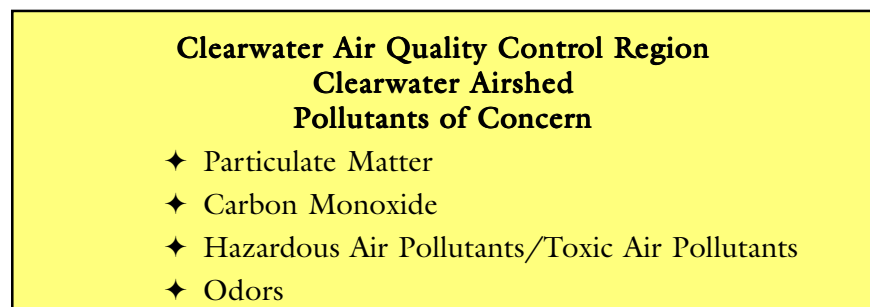 Clearwater Air Quality Control Region
Clearwater Airshed
Pollutants of Concern
✦ Particulate Matter
✦ Carbon Monoxide
✦ Hazardous Air Pollutants/Toxic Air Pollutants
✦ Odors